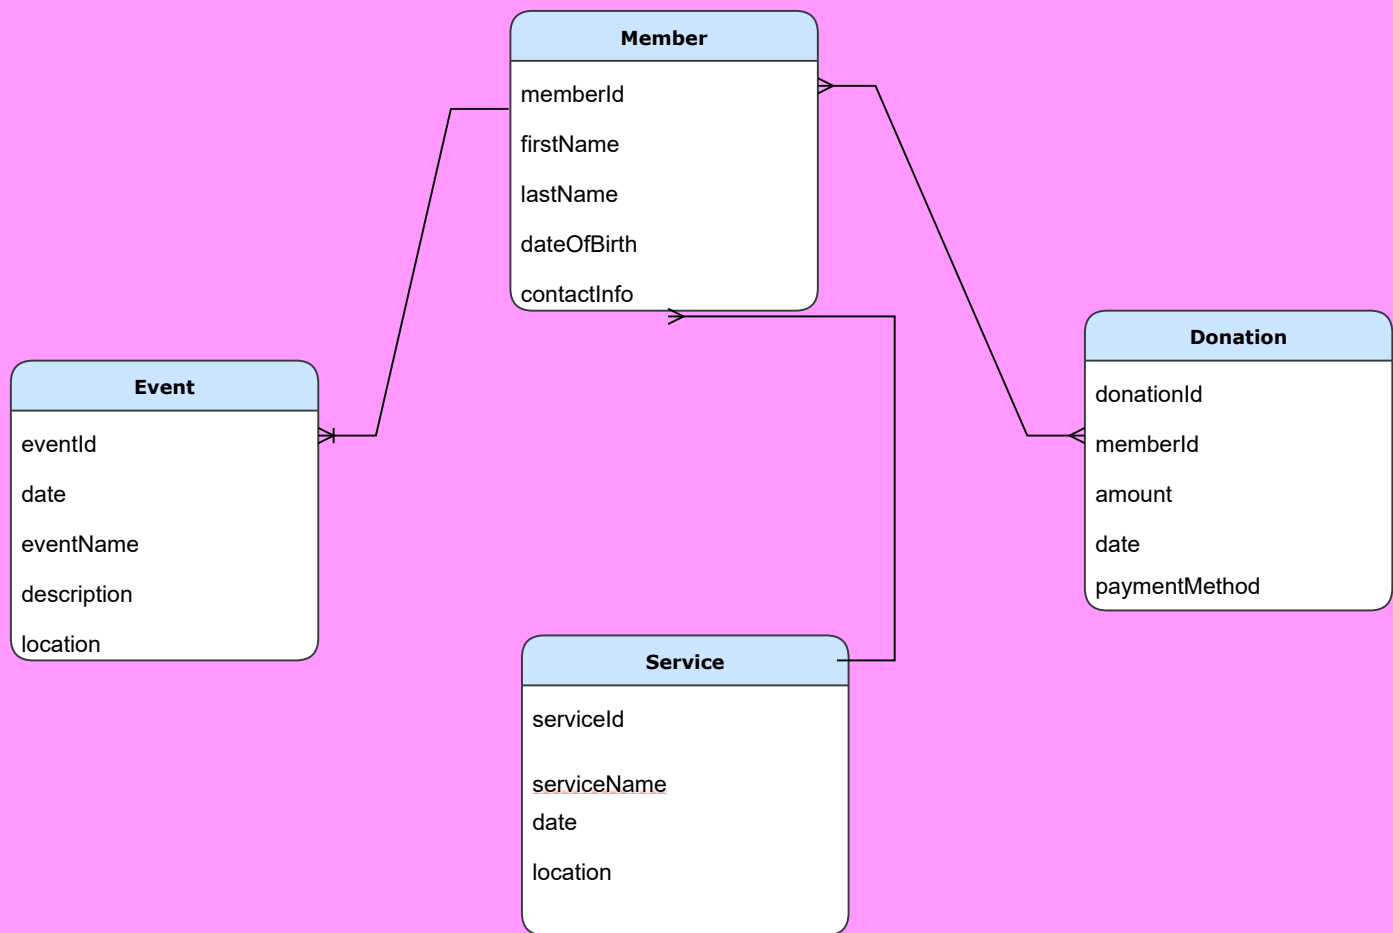 Member
memberId
firstName
lastName
dateOfBirth
contactInfo
Event
eventId
date
eventName
description
location
Donation
donationId
memberId
amount
date
paymentMethod
Service
serviceId
serviceName
date
location